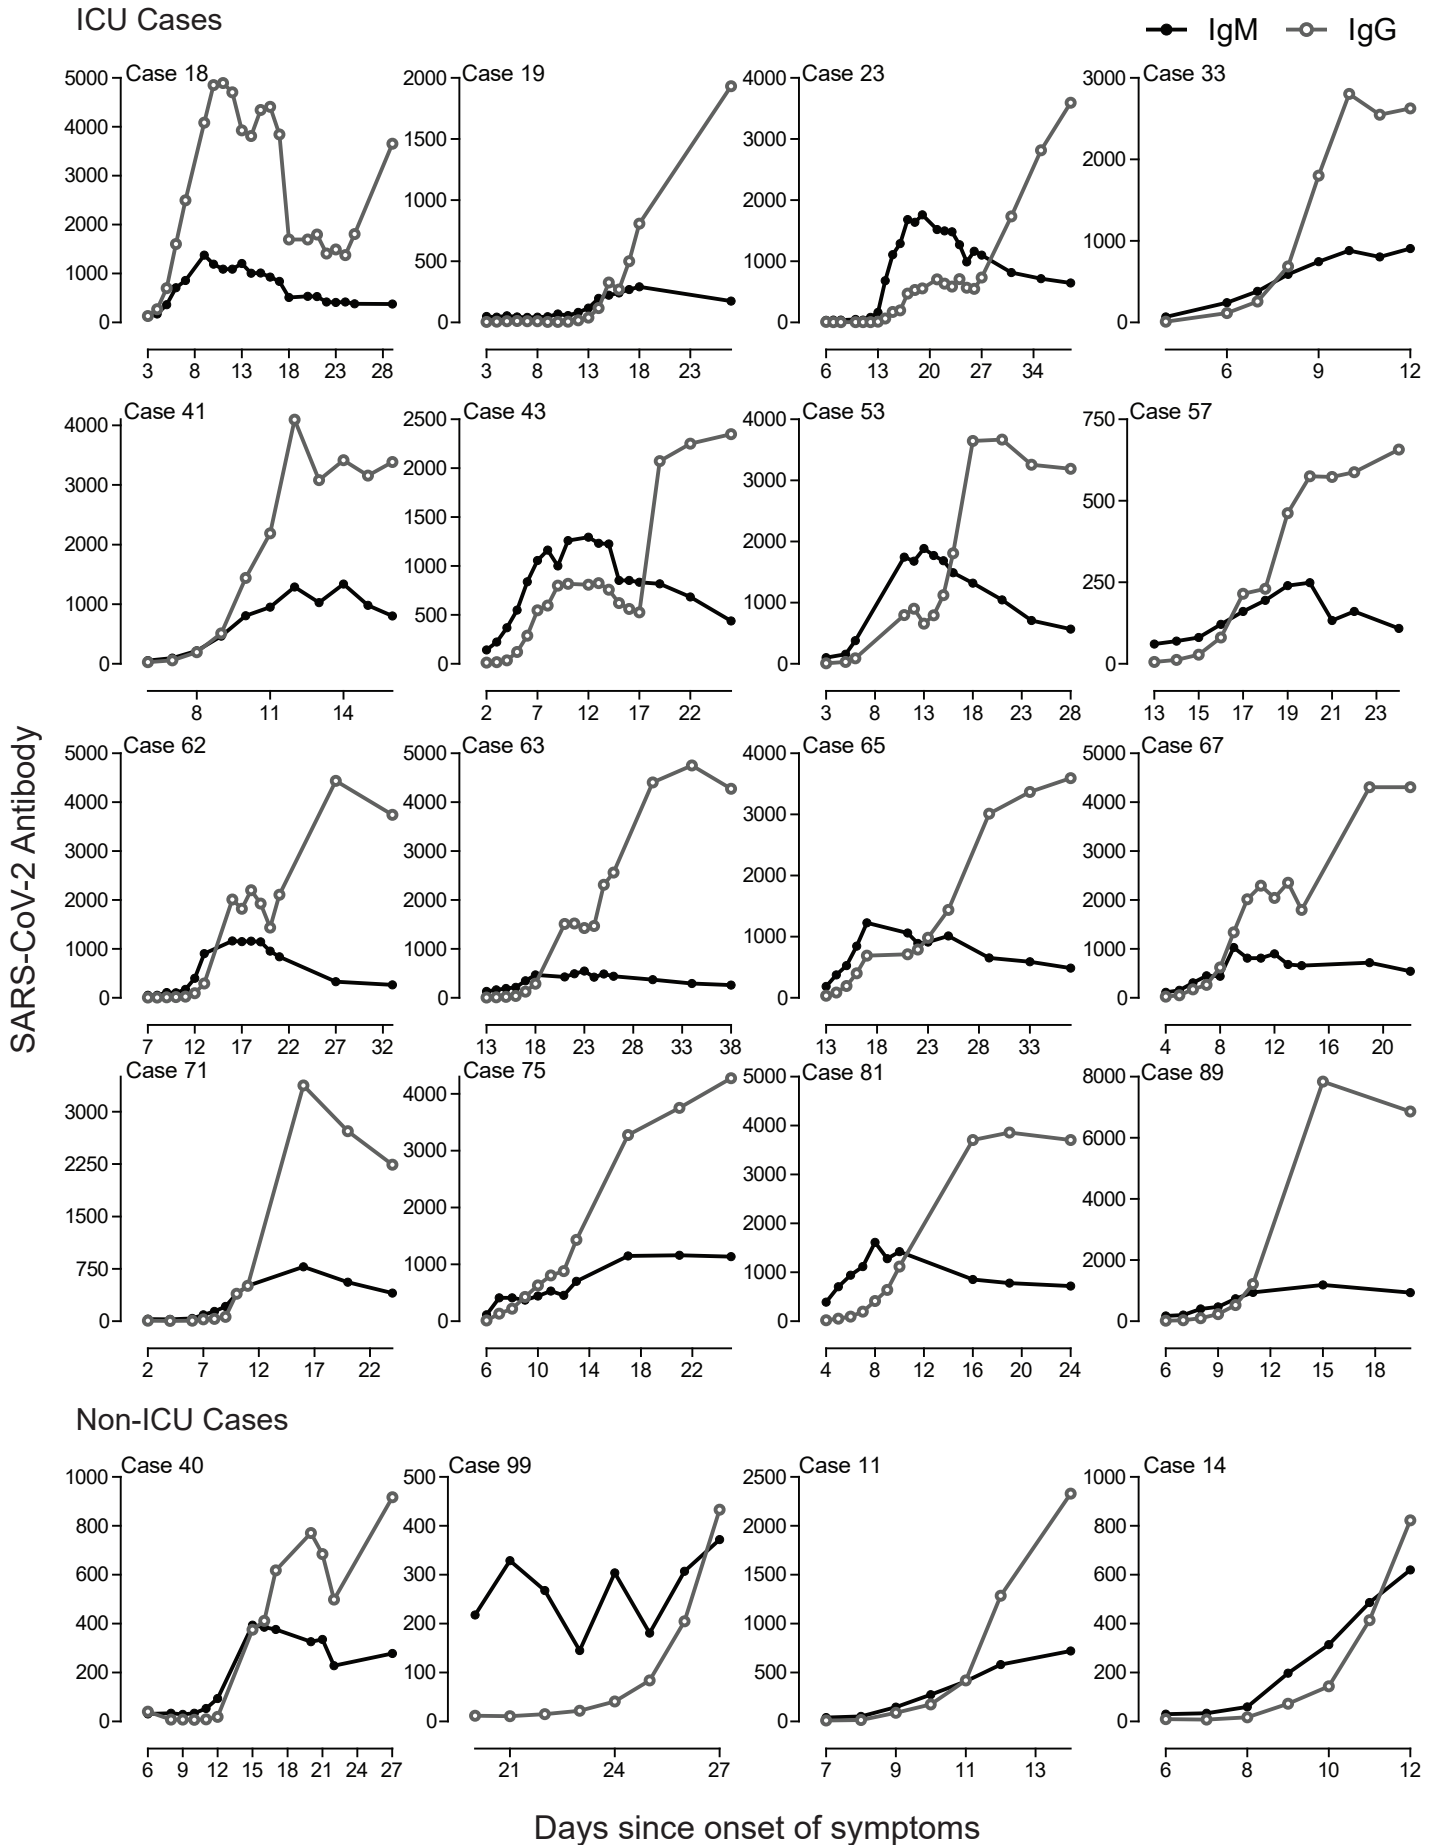 ICU Cases
IgM IgG
Case 18 Case 19 Case 23 Case 33
5000 2000 4000 3000
4000 1500 3000 2000
3000 1000 2000 1000
2000 500 1000 0
1000 0 0
0
3 8 13 18 23 28 3 8 13 18 23 6 13 20 27 34 6 9 12
Case 41 Case 43 Case 53 Case 57
4000 2500 4000 750
3000 2000 3000 500
2000 1500 2000 250
1000 1000 1000 0
0 500 0
0
8 11 14 2 7 12 17 22 3 8 13 18 23 28 13 15 17 19 21 23
SARS-CoV-2 Antibody
Case 62 Case 63 Case 65 Case 67
5000 5000 4000 5000
4000 4000 3000 4000
3000 3000 2000 3000
2000 2000 1000 2000
1000 1000 0 1000
0 0 0
7 12 17 22 27 32 13 18 23 28 33 38 13 18 23 28 33 4 8 12 16 20
Case 71 Case 75 Case 81 Case 89
3000 4000 5000 8000
2250 3000 4000 6000
1500 2000 3000 4000
750 1000 2000 2000
0 0 1000 0
0
2 7 12 17 22 6 10 14 18 22 4 8 12 16 20 24 6 9 12 15 18
Non-ICU Cases
Case 40 Case 99 Case 11 Case 14
1000 500 2500 1000
800 400 2000 800
600 300 1500 600
400 200 1000 400
200 100 500 200
0 0 0 0
6 9 12 15 18 21 24 27 21 24 27 7 9 11 13 6 8 10 12
Days since onset of symptoms